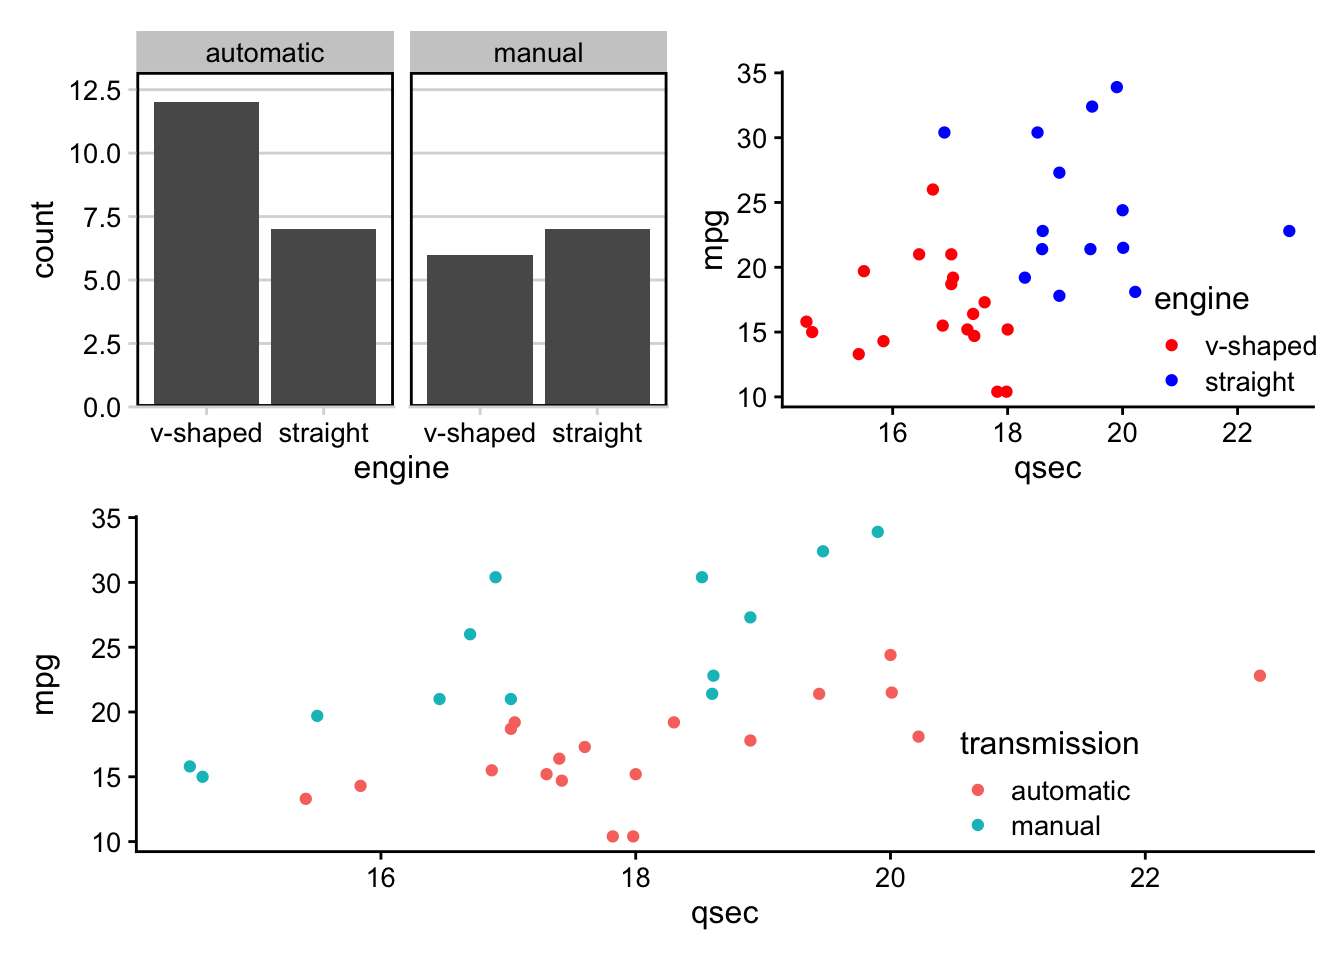 automatic manual
12.5
10.0
7.5
5.0
2.5
0.0
count
v-shaped straight v-shaped straight
engine
35
30
25
20
15
10
mpg
engine
v-shaped
straight
16 18 20 22
qsec
35
30
25
20
15
10
mpg
transmission
automatic
manual
16 18 20 22
qsec